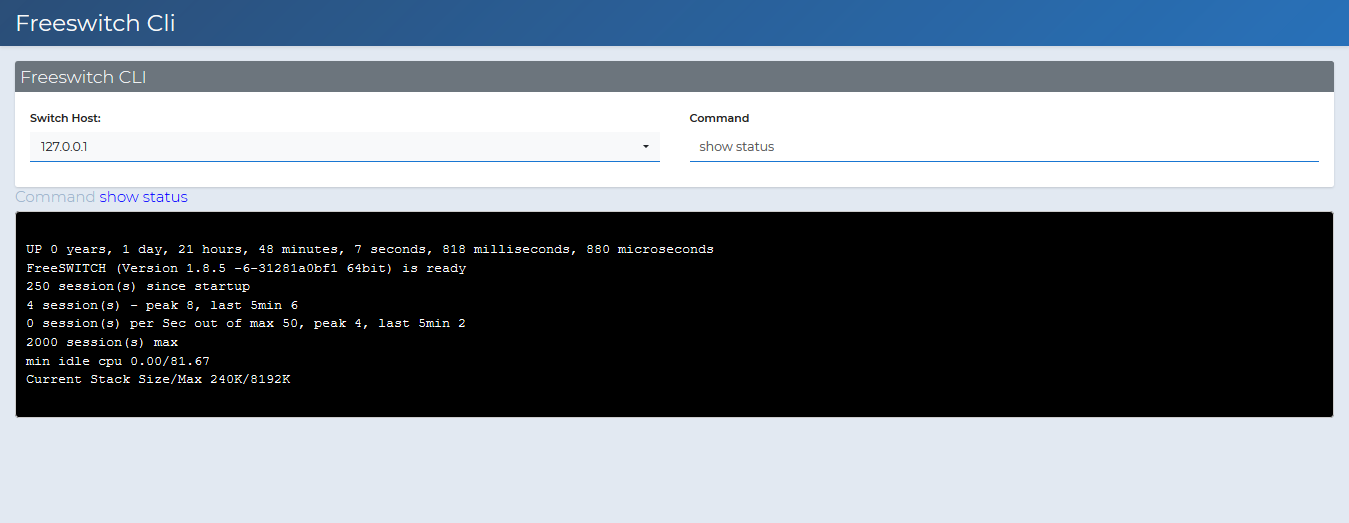 Freeswitch Cli
Freeswitch CLI
Switch Host:
127.0.0.1
Command
show status
Command show status
UP 0 years, 1 day, 21 hours, 48 minutes, 7 seconds, 818 milliseconds, 880 microseconds
FreeSWITCH (Version 1.8.5 -6-31281a0bf1 64bit) is ready
250 session(s) since startup
4 session(s) - peak 8, last 5min 6
0 session(s) per Sec out of max 50, peak 4, last 5min 2
2000 session(s) max
min idle cpu 0.00/81.67
Current Stack Size/Max 240K/8192K